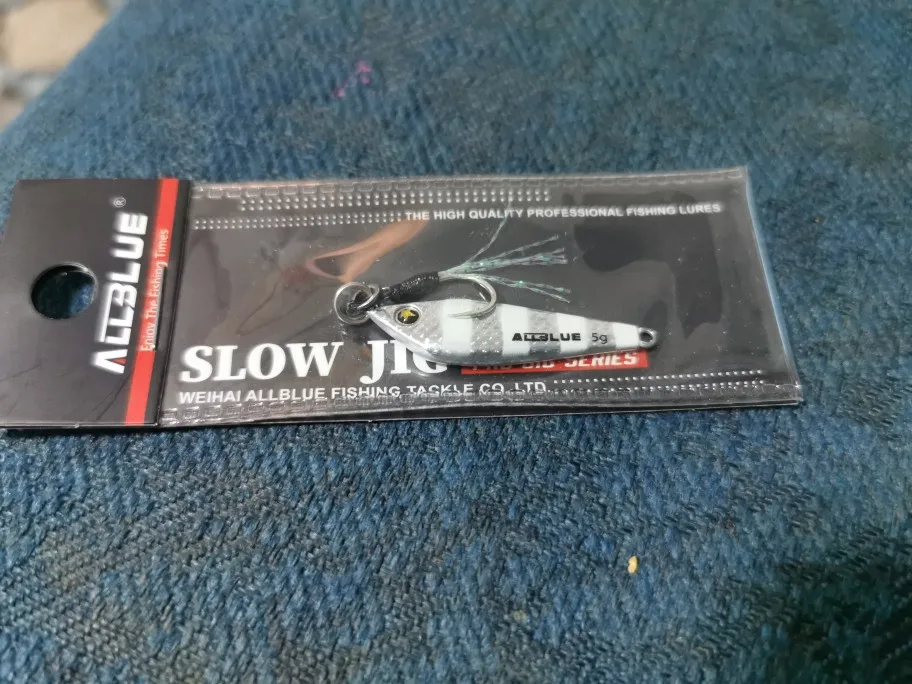 ALLBLUE®
Enjoy The Fishing Times
THE HIGH QUALITY PROFESSIONAL FISHING LURES
ALLBLUE 5g
SLOW JIG
SERIES
WEIHAI ALLBLUE FISHING TACKLE CO., LTD